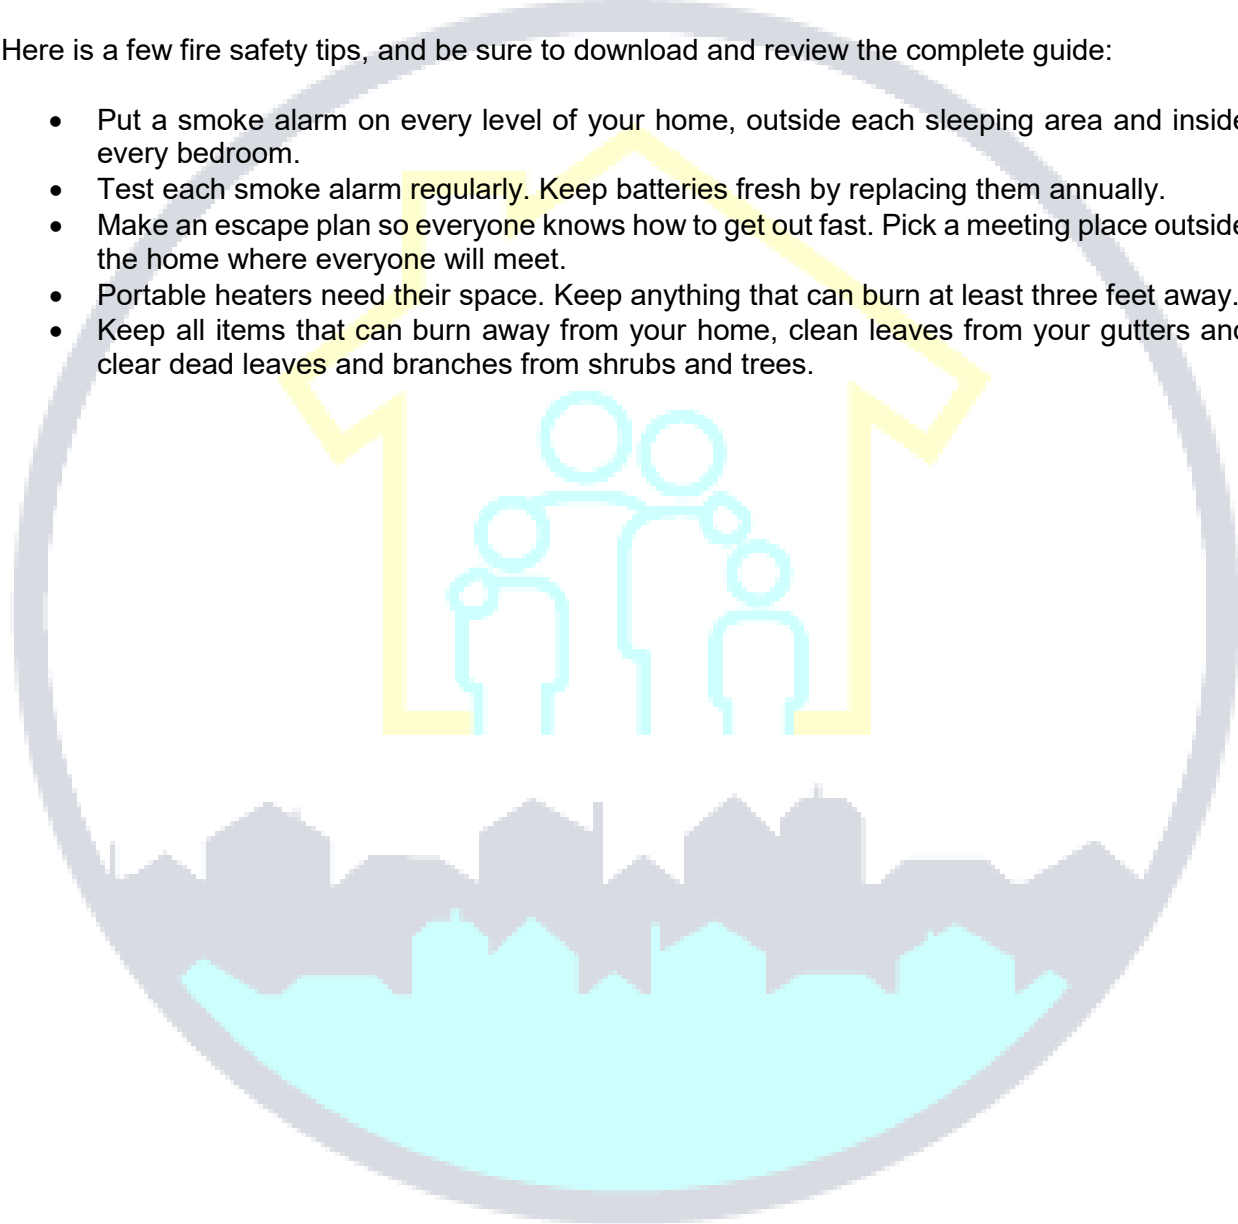 Here is a few fire safety tips, and be sure to download and review the complete guide:
• Put a smoke alarm on every level of your home, outside each sleeping area and inside
every bedroom.
• Test each smoke alarm regularly. Keep batteries fresh by replacing them annually.
• Make an escape plan so everyone knows how to get out fast. Pick a meeting place outside
the home where everyone will meet.
• Portable heaters need their space. Keep anything that can burn at least three feet away.
• Keep all items that can burn away from your home, clean leaves from your gutters and
clear dead leaves and branches from shrubs and trees.